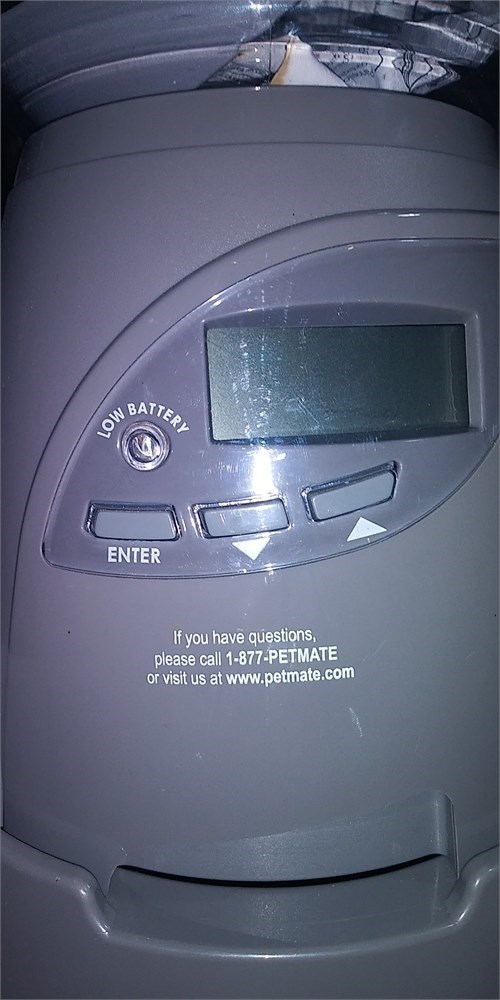 LOW BATTERY
ENTER
If you have questions,
please call 1-877-PETMATE
or visit us at www.petmate.com